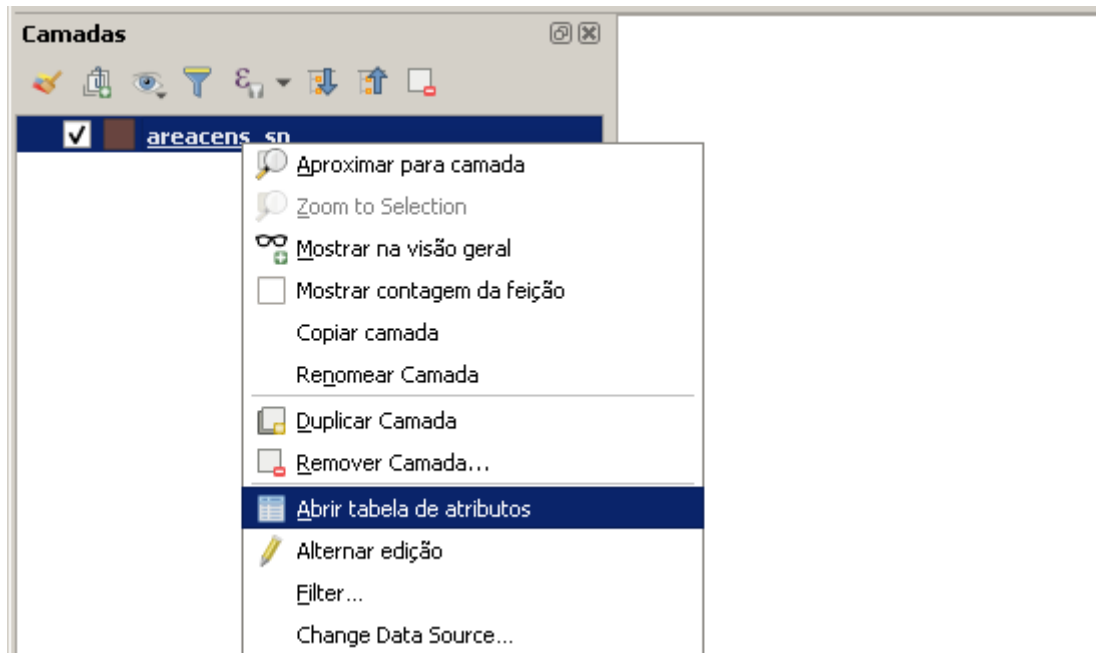 Camadas
areacens_sn
Aproximar para camada
Zoom to Selection
Mostrar na visão geral
Mostrar contagem da feição
Copiar camada
Renomear Camada
Duplicar Camada
Remover Camada...
Abrir tabela de atributos
Alternar edição
Filter...
Change Data Source...